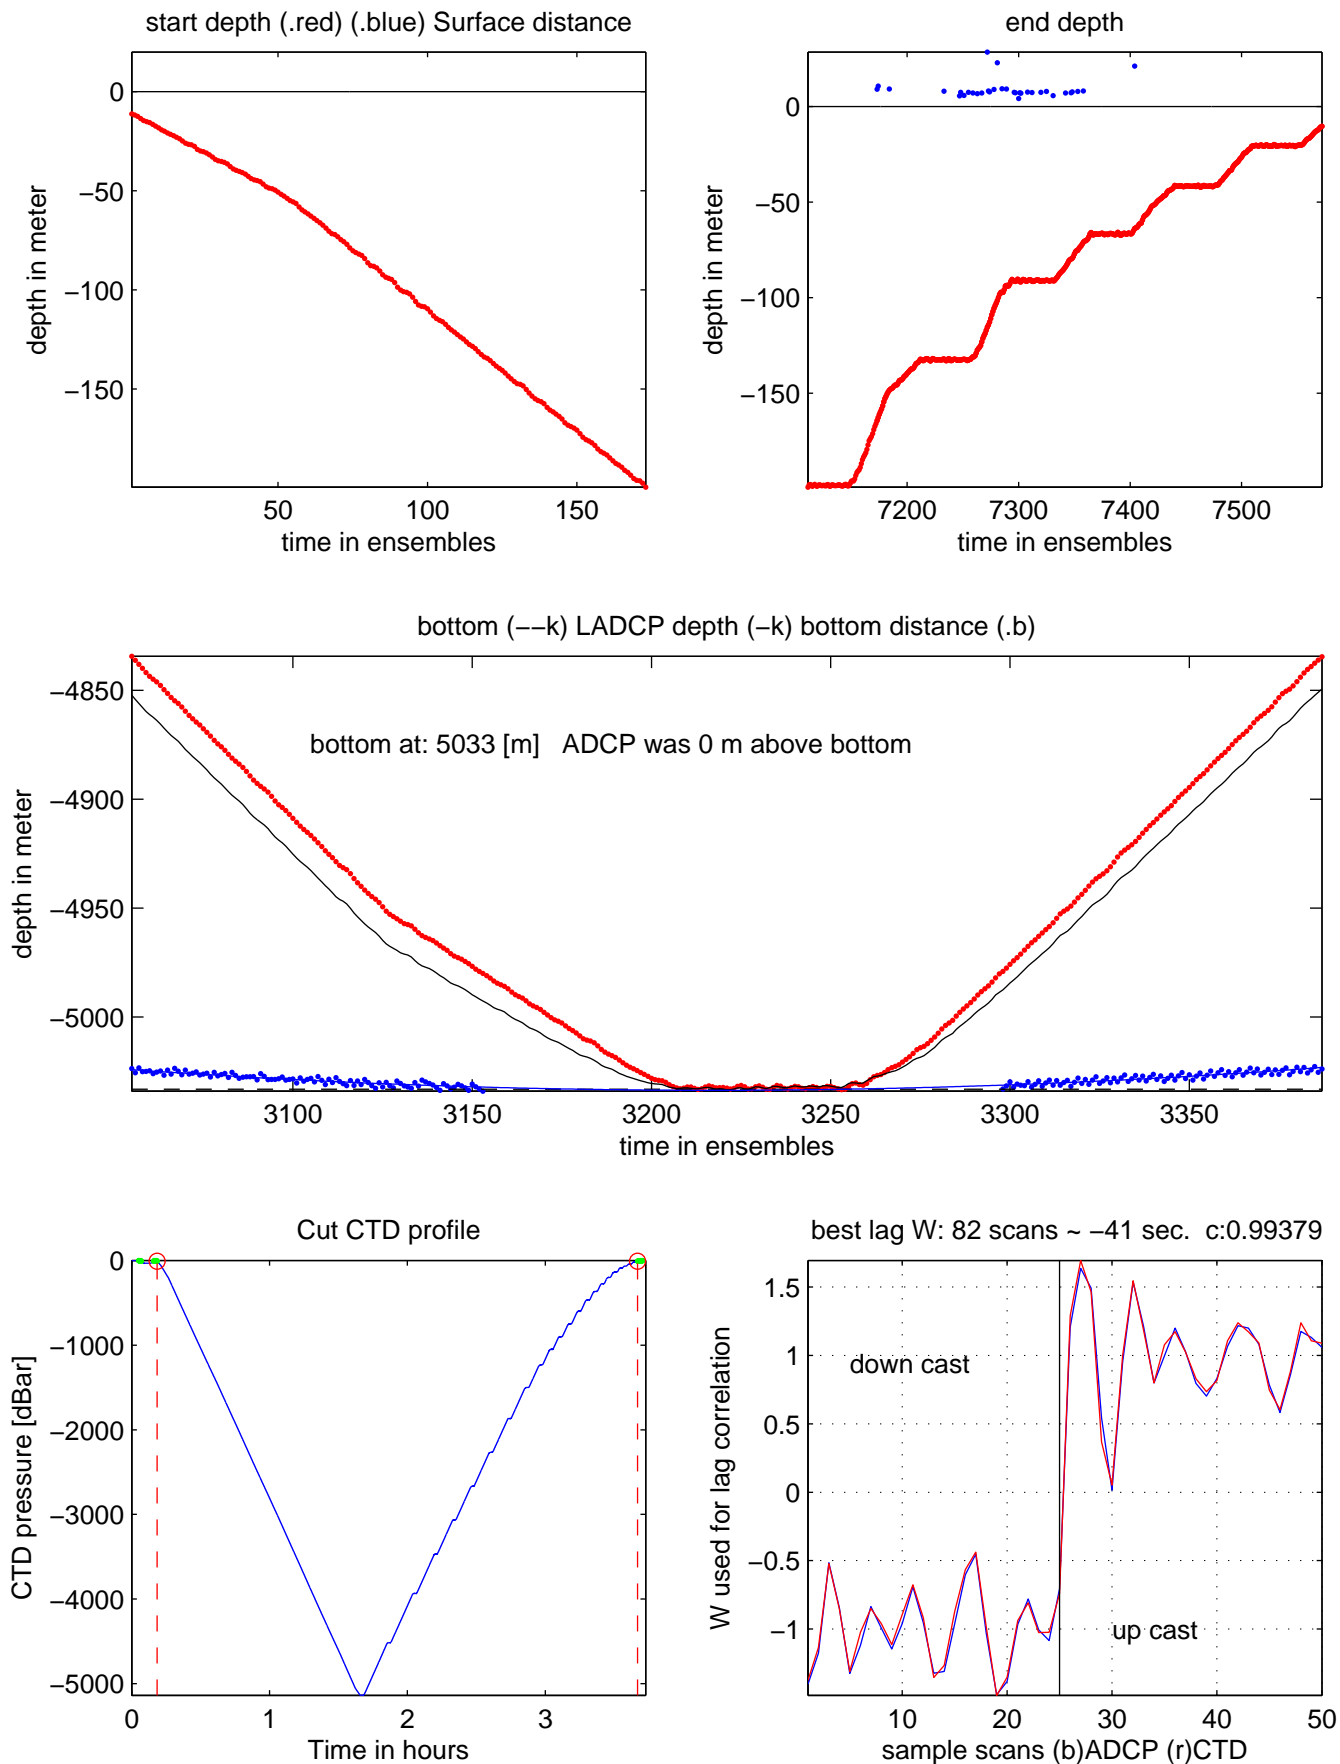 start depth (.red) (.blue) Surface distance
end depth
0
−50
−100
−150
depth in meter
50
100
150
time in ensembles
0
−50
−100
−150
depth in meter
7200
7300
7400
7500
time in ensembles
bottom (−−k) LADCP depth (−k) bottom distance (.b)
−4850
−4900
−4950
−5000
depth in meter
bottom at: 5033 [m]   ADCP was 0 m above bottom
3100
3150
3200
3250
3300
3350
time in ensembles
Cut CTD profile
0
−1000
−2000
−3000
−4000
−5000
CTD pressure [dBar]
0
1
2
3
Time in hours
best lag W: 82 scans ~ −41 sec.  c:0.99379
1.5
1
0.5
0
−0.5
−1
W used for lag correlation
down cast
up cast
10
20
30
40
50
sample scans (b)ADCP (r)CTD